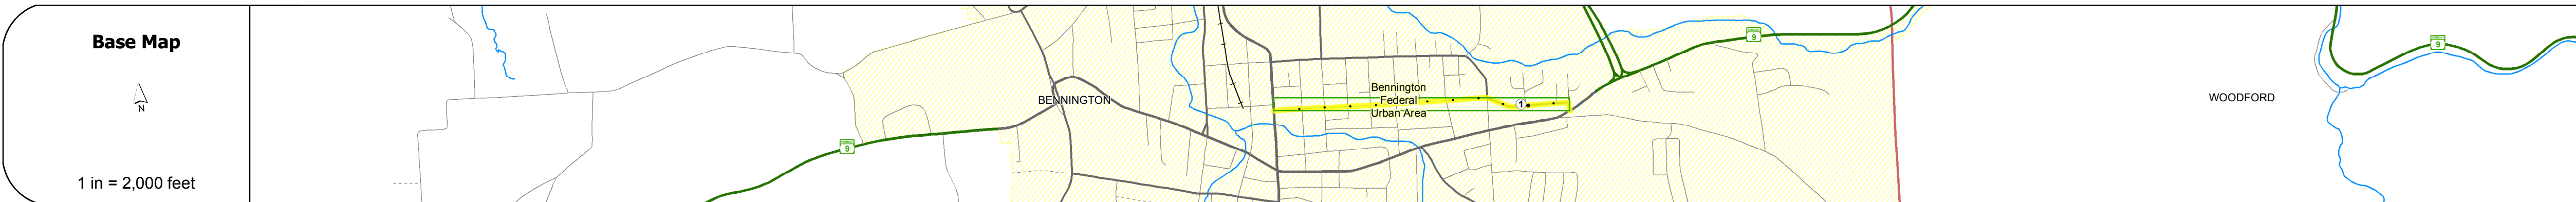 Base Map
N
1 in = 2,000 feet
BENNINGTON
9
Bennington
Federal
Urban Area
1
9
WOODFORD
9